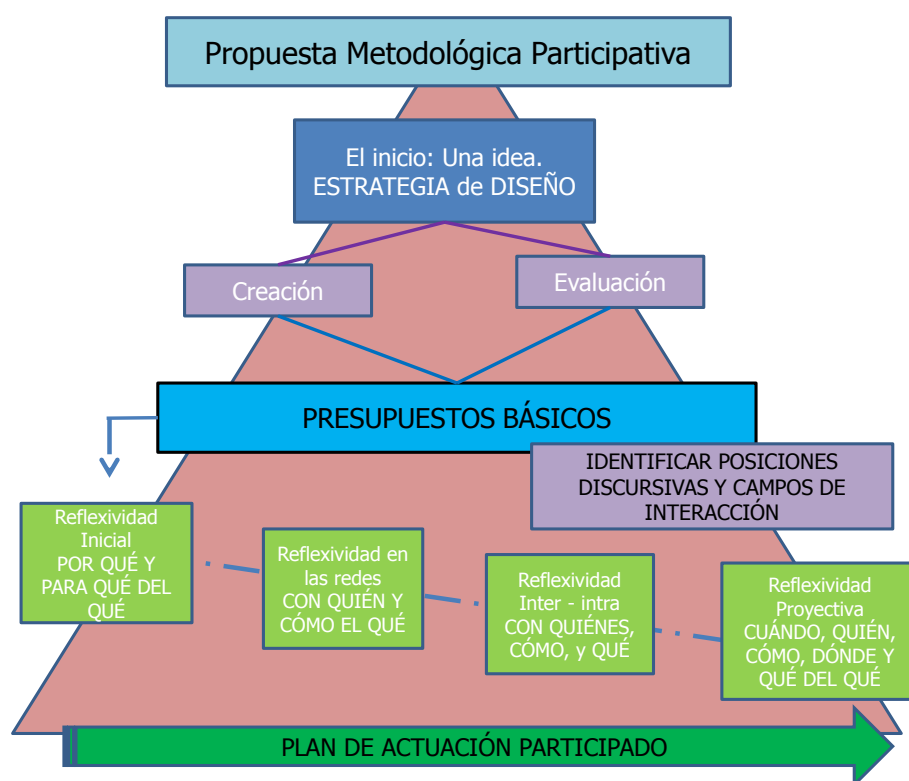 Propuesta Metodológica Participativa
El inicio: Una idea.
ESTRATEGIA de DISEÑO
Creación
Evaluación
PRESUPUESTOS BÁSICOS
IDENTIFICAR POSICIONES
DISCURSIVAS Y CAMPOS DE
INTERACCIÓN
Reflexividad
Inicial
POR QUÉ Y
PARA QUÉ DEL
QUÉ
Reflexividad en
las redes
CON QUIÉN Y
CÓMO EL QUÉ
Reflexividad
Inter - intra
CON QUIÉNES,
CÓMO, y QUÉ
Reflexividad
Proyectiva
CUÁNDO, QUIÉN,
CÓMO, DÓNDE Y
QUÉ DEL QUÉ
PLAN DE ACTUACIÓN PARTICIPADO